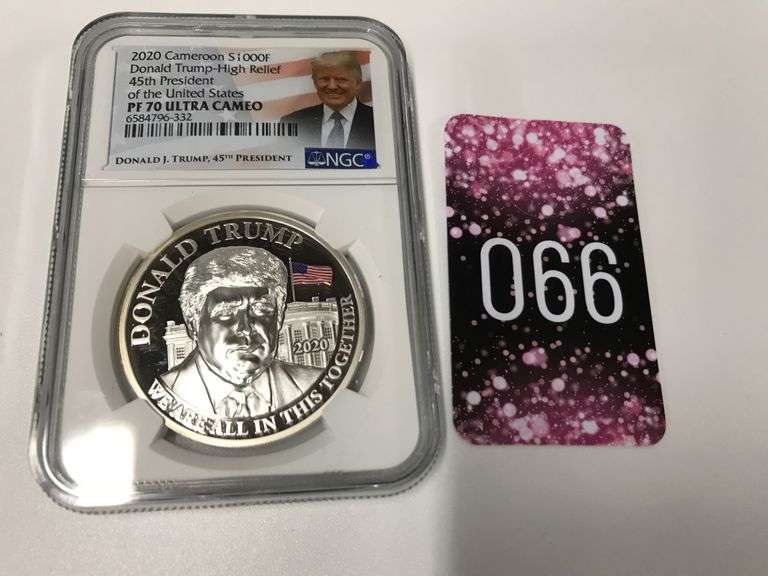 2020 Cameroon S1000F
Donald Trump-High Relief
45th President
of the United States
PF 70 ULTRA CAMEO
6584796-332
DONALD J. TRUMP, 45TH PRESIDENT
NGC
DONALD TRUMP
2020
WE ARE ALL IN THIS TOGETHER
066